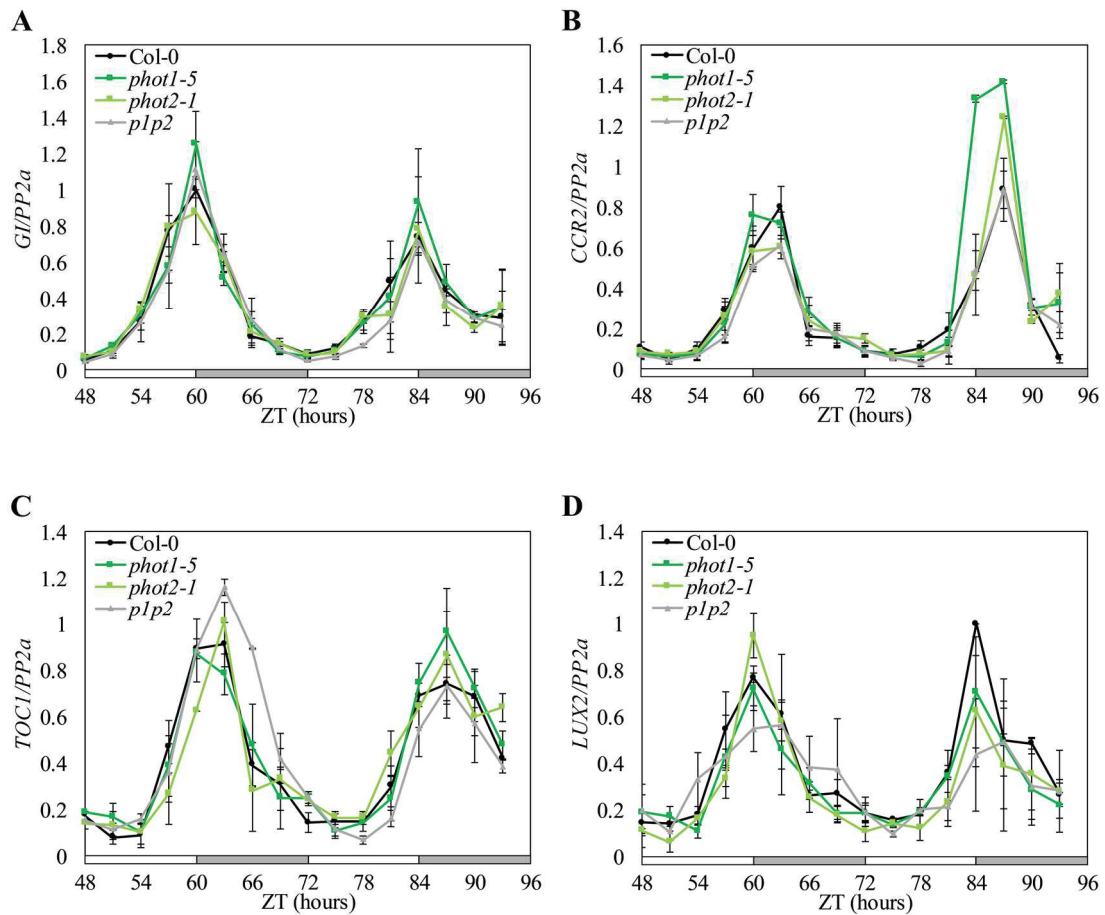 A
GI/PP2a
1.8
1.6
1.4
1.2
1
0.8
0.6
0.4
0.2
0
Col-0
phot1-5
phot2-1
p1p2
48 54 60 66 72 78 84 90 96
ZT (hours)
B
CCR2/PP2a
1.6
1.4
1.2
1
0.8
0.6
0.4
0.2
0
Col-0
phot1-5
phot2-1
p1p2
48 54 60 66 72 78 84 90 96
ZT (hours)
C
TOC1/PP2a
1.4
1.2
1
0.8
0.6
0.4
0.2
0
Col-0
phot1-5
phot2-1
p1p2
48 54 60 66 72 78 84 90 96
ZT (hours)
D
LUX2/PP2a
1.4
1.2
1
0.8
0.6
0.4
0.2
0
Col-0
phot1-5
phot2-1
p1p2
48 54 60 66 72 78 84 90 96
ZT (hours)